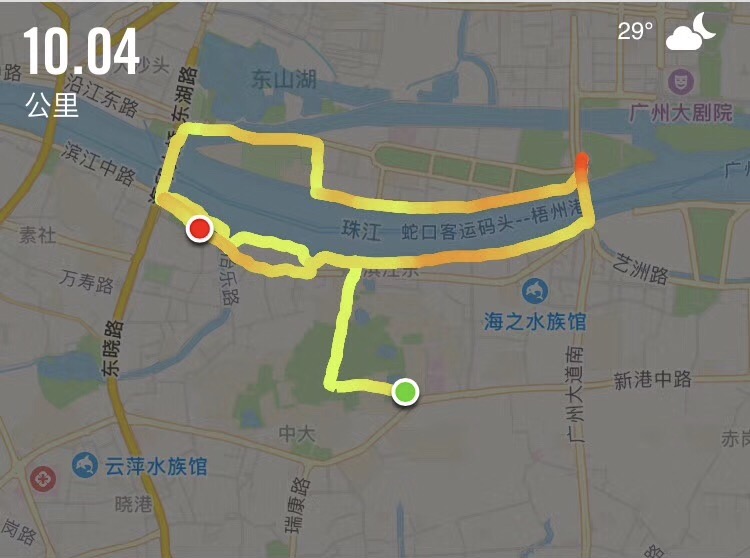 10.04
公里
29°
沙头
沿江东路
东湖路
东山湖
广州大剧院
滨江中路
珠江
蛇口客运码头--梧州港
素社
怡乐路
滨江东
艺洲路
万寿路
海之水族馆
东晓路
广州大道南
新港中路
中大
赤岗
云萍水族馆
晓港
瑞康路
岗路